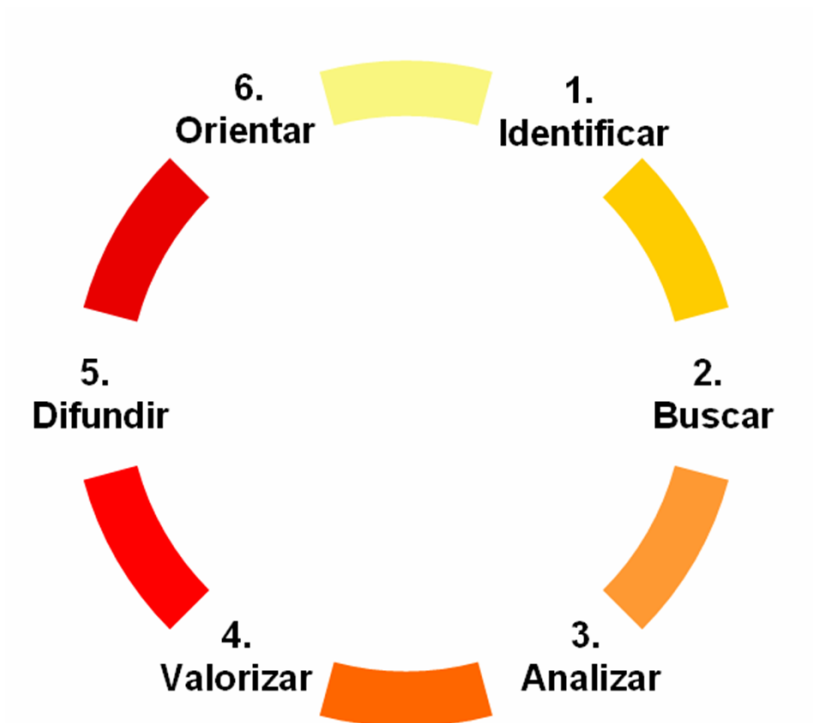 1.
Identificar
2.
Buscar
3.
Analizar
4.
Valorizar
5.
Difundir
6.
Orientar